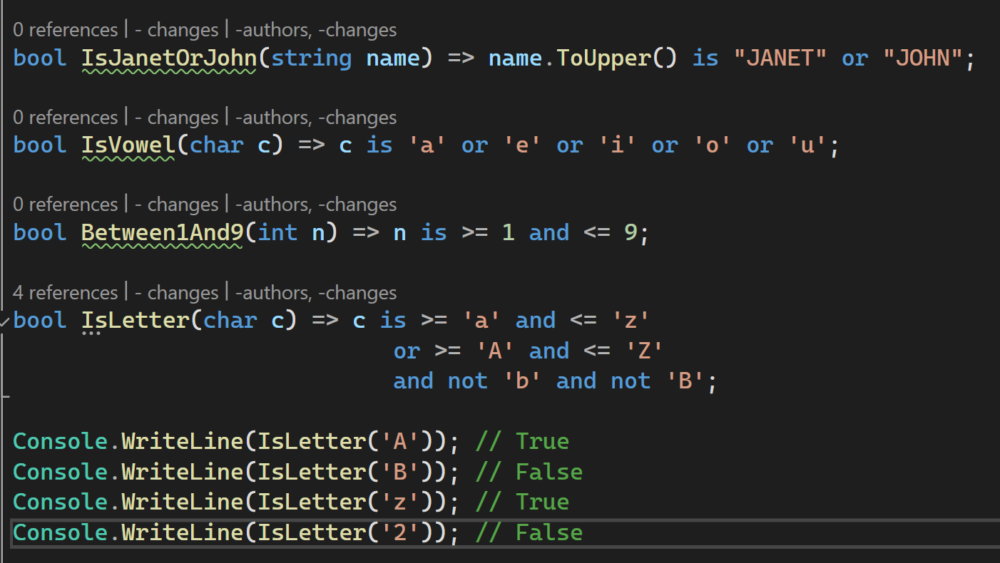 0 references | - changes | -authors, -changes
bool IsJanetOrJohn(string name) => name.ToUpper() is "JANET" or "JOHN";
0 references | - changes | -authors, -changes
bool IsVowel(char c) => c is 'a' or 'e' or 'i' or 'o' or 'u';
0 references | - changes | -authors, -changes
bool Between1And9(int n) => n is >= 1 and <= 9;
4 references | - changes | -authors, -changes
bool IsLetter(char c) => c is >= 'a' and <= 'z'
or >= 'A' and <= 'Z'
and not 'b' and not 'B';
Console.WriteLine(IsLetter('A')); // True
Console.WriteLine(IsLetter('B')); // False
Console.WriteLine(IsLetter('z')); // True
Console.WriteLine(IsLetter('2')); // False